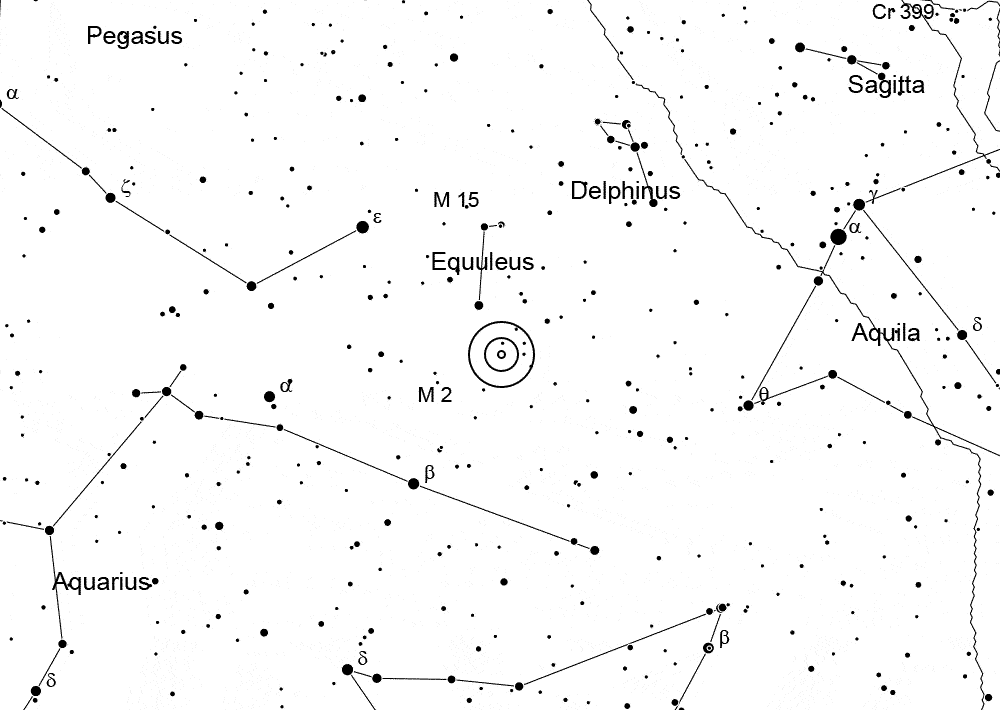 Cr 399
Pegasus
Sagitta
α
ζ
Delphinus
M 15
γ
ε
α
Equuleus
δ
Aquila
α
M 2
θ
β
Aquarius
β
δ
δ